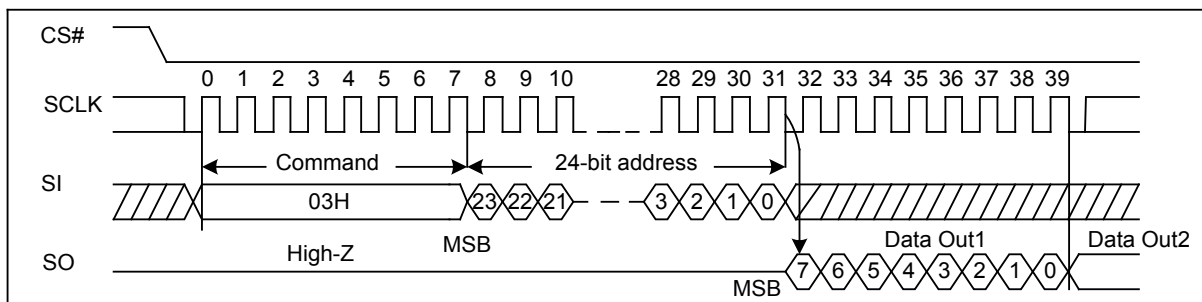 CS#
0 1 2 3 4 5 6 7 8 9 10 28 29 30 31 32 33 34 35 36 37 38 39
SCLK
Command 24-bit address
SI 03H 23 22 21 3 2 1 0
High-Z MSB Data Out1 Data Out2
SO MSB 7 6 5 4 3 2 1 0